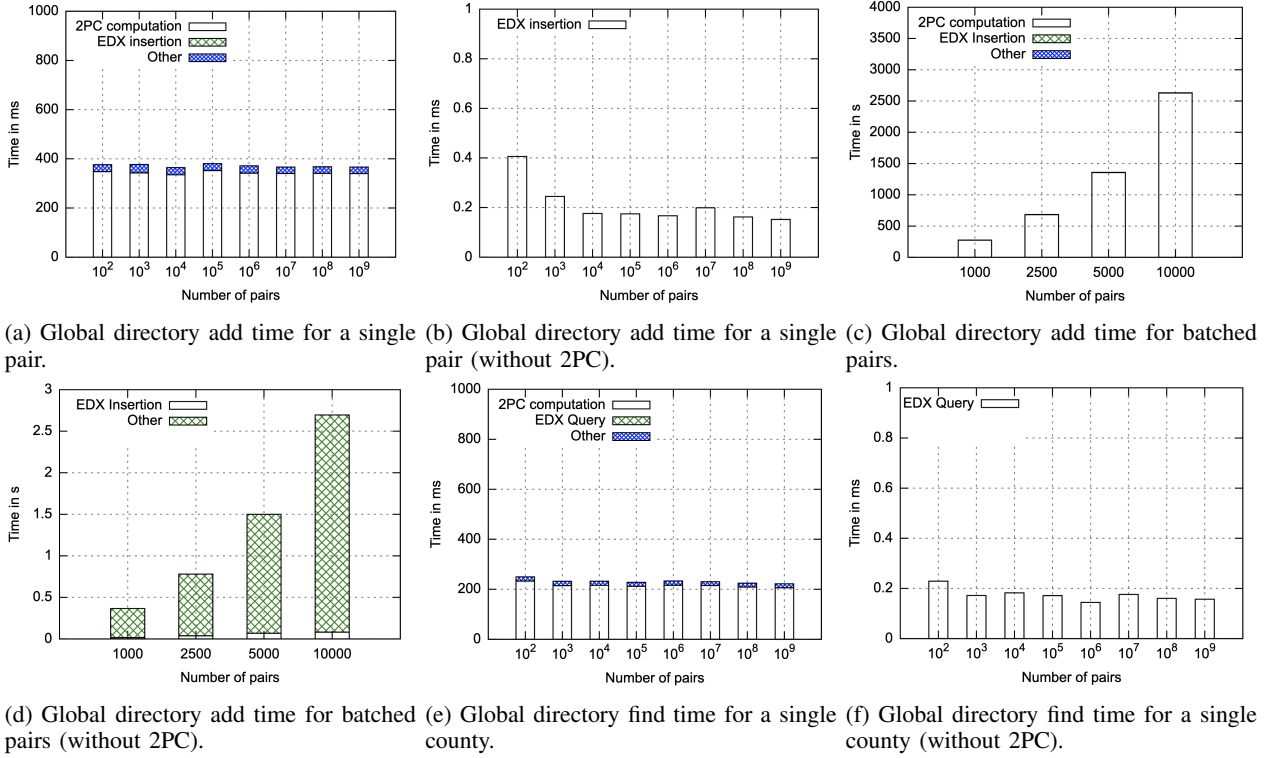 1000
800
600
400
200
0
Time in ms
2PC computation
EDX insertion
Other
10^2 10^3 10^4 10^5 10^6 10^7 10^8 10^9
Number of pairs
1
0.8
0.6
0.4
0.2
0
Time in ms
EDX insertion
10^2 10^3 10^4 10^5 10^6 10^7 10^8 10^9
Number of pairs
4000
3500
3000
2500
2000
1500
1000
500
0
Time in s
2PC computation
EDX Insertion
Other
1000 2500 5000 10000
Number of pairs
(a) Global directory add time for a single
pair.
(b) Global directory add time for a single
pair (without 2PC).
(c) Global directory add time for batched
pairs.
3
2.5
2
1.5
1
0.5
0
Time in s
EDX Insertion
Other
1000 2500 5000 10000
Number of pairs
1000
800
600
400
200
0
Time in ms
2PC computation
EDX Query
Other
10^2 10^3 10^4 10^5 10^6 10^7 10^8 10^9
Number of pairs
1
0.8
0.6
0.4
0.2
0
Time in ms
EDX Query
10^2 10^3 10^4 10^5 10^6 10^7 10^8 10^9
Number of pairs
(d) Global directory add time for batched
pairs (without 2PC).
(e) Global directory find time for a single
county.
(f) Global directory find time for a single
county (without 2PC).